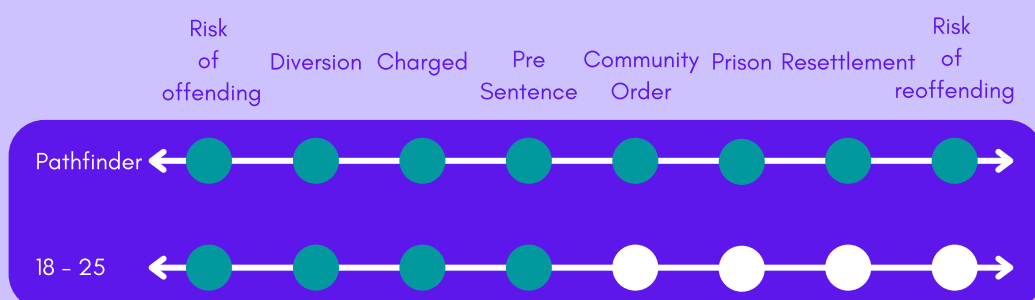 Risk
of
offending
Diversion
Charged
Pre
Sentence
Community
Order
Prison
Resettlement
Risk
of
reoffending
Pathfinder
18 - 25